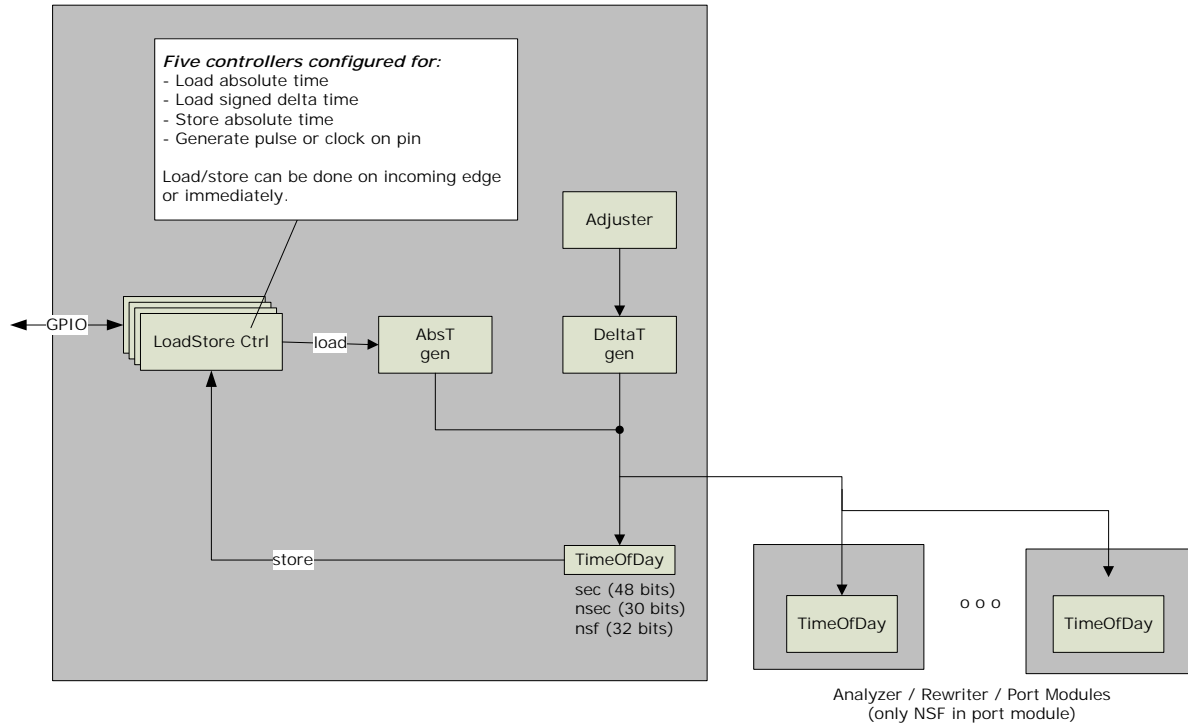 Five controllers configured for:
- Load absolute time
- Load signed delta time
- Store absolute time
- Generate pulse or clock on pin
Load/store can be done on incoming edge
or immediately.
Adjuster
GPIO
LoadStore Ctrl
load
AbsT
gen
DeltaT
gen
store
TimeOfDay
sec (48 bits)
nsec (30 bits)
nsf (32 bits)
TimeOfDay
o o o
TimeOfDay
Analyzer / Rewriter / Port Modules
(only NSF in port module)